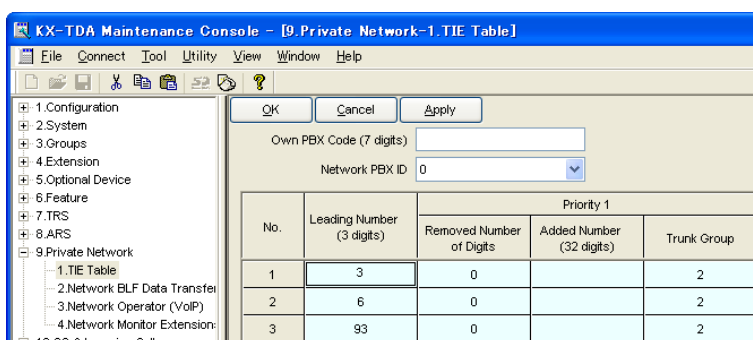 KX-TDA Maintenance Console - [9.Private Network-1.TIE Table]
File Connect Tool Utility View Window Help
1.Configuration
2.System
3.Groups
4.Extension
5.Optional Device
6.Feature
7.TRS
8.ARS
9.Private Network
1.TIE Table
2.Network BLF Data Transfer
3.Network Operator (VoIP)
4.Network Monitor Extension
OK Cancel Apply
Own PBX Code (7 digits)
Network PBX ID 0
No. Leading Number (3 digits) Priority 1
Removed Number of Digits Added Number (32 digits) Trunk Group
1 3 0 2
2 6 0 2
3 93 0 2